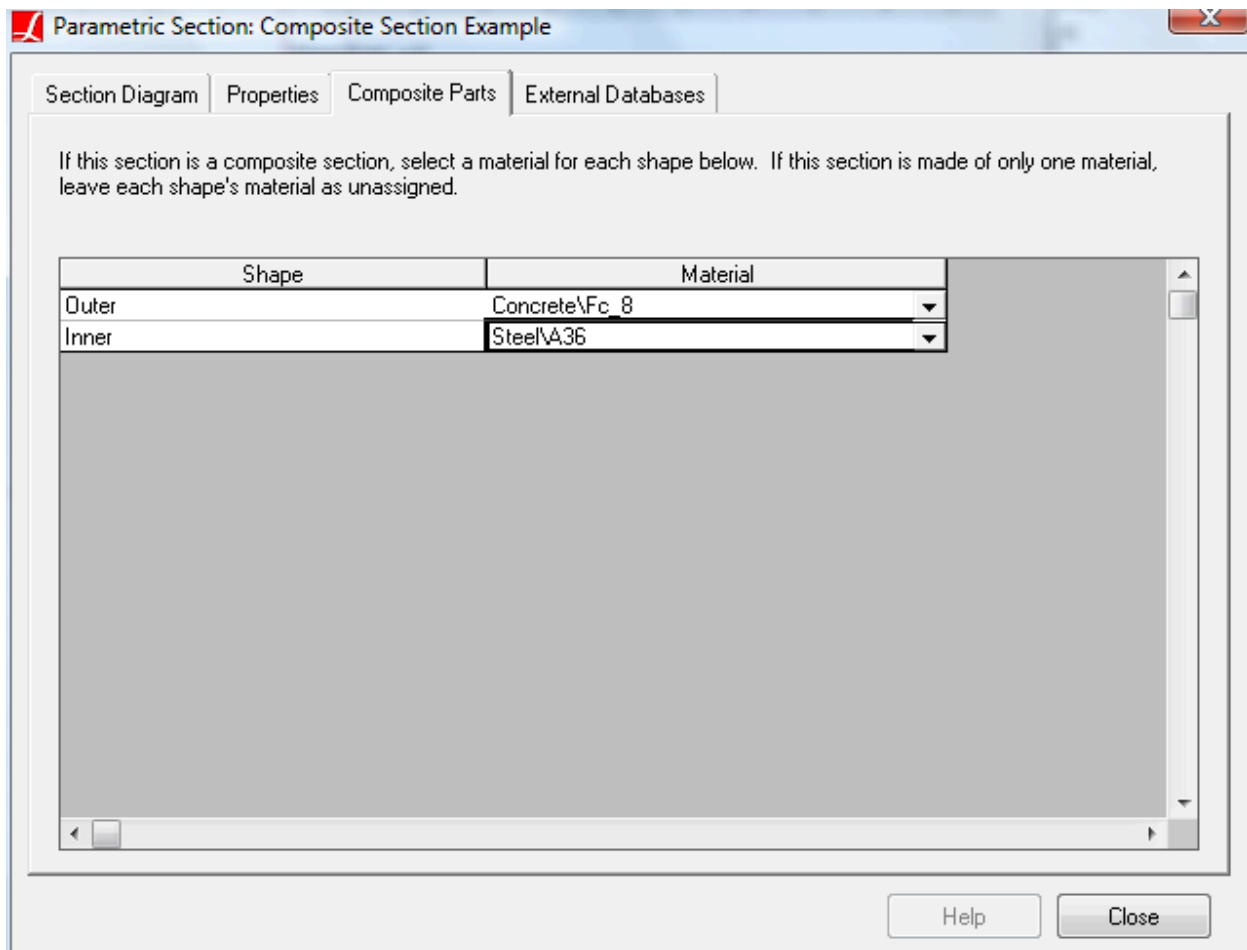 Parametric Section: Composite Section Example
Section Diagram Properties Composite Parts External Databases
If this section is a composite section, select a material for each shape below. If this section is made of only one material,
leave each shape's material as unassigned.
Shape Material
Outer Concrete\Fc_8
Inner Steel\A36
Help Close